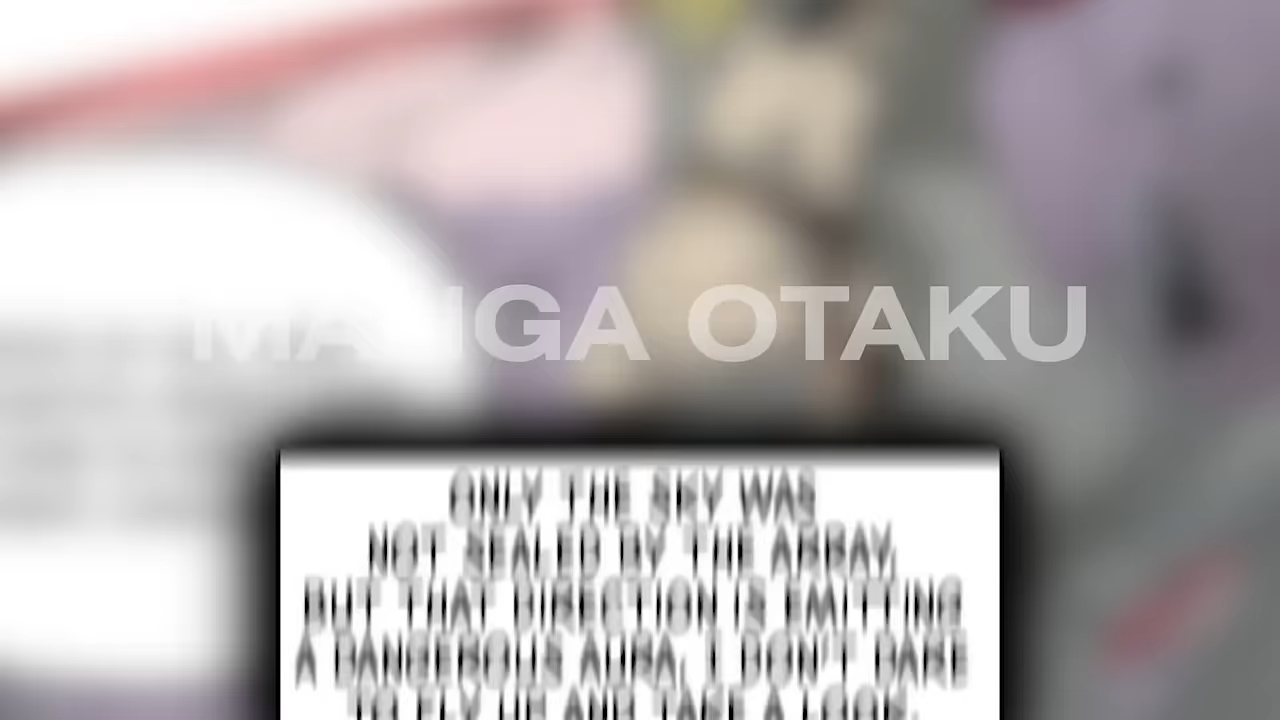 MANGA OTAKU
ONLY THE SKY WAS
NOT SEALED BY THE ARRAY,
BUT THAT DIRECTION IS EMITTING
A DANGEROUS AURA, I DON'T DARE
TO FLY UP AND TAKE A LOOK.